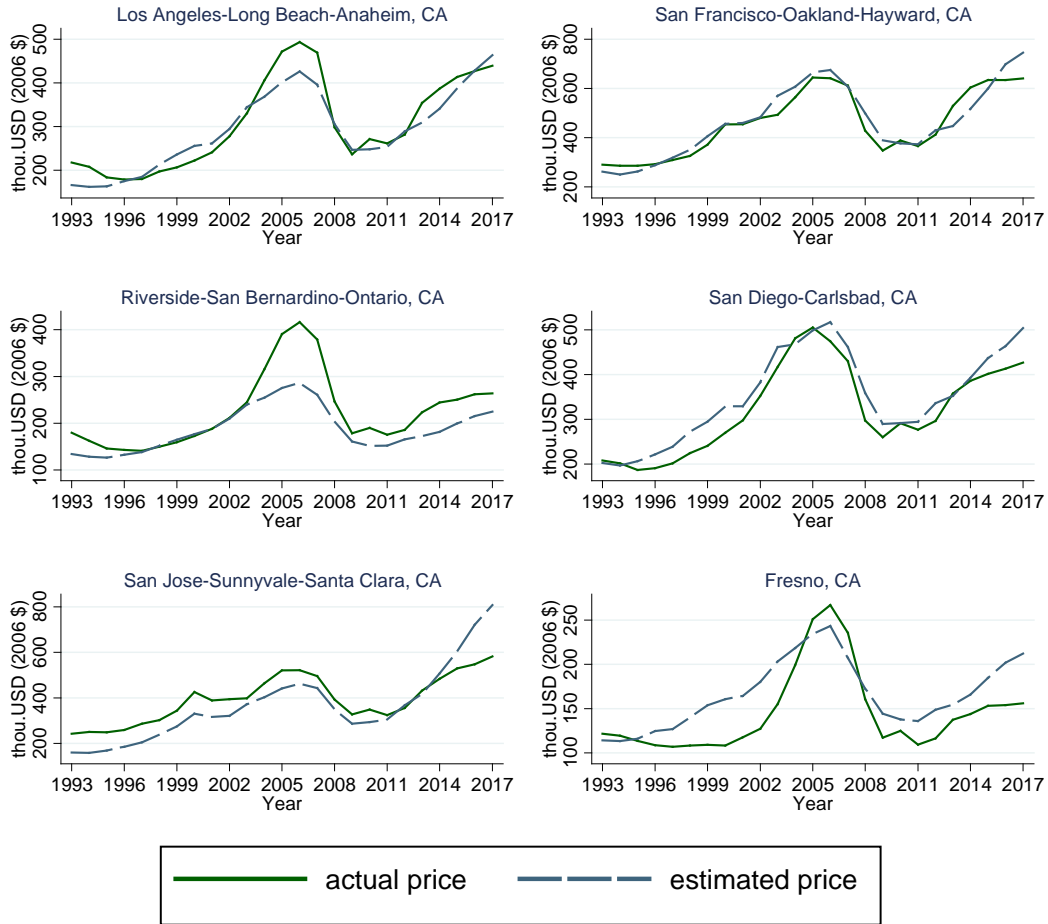 Los Angeles-Long Beach-Anaheim, CA
thou.USD (2006 $)
500
400
300
200
1993 1996 1999 2002 2005 2008 2011 2014 2017
Year
San Francisco-Oakland-Hayward, CA
thou.USD (2006 $)
800
600
400
200
1993 1996 1999 2002 2005 2008 2011 2014 2017
Year
Riverside-San Bernardino-Ontario, CA
thou.USD (2006 $)
400
300
200
100
1993 1996 1999 2002 2005 2008 2011 2014 2017
Year
San Diego-Carlsbad, CA
thou.USD (2006 $)
500
400
300
200
1993 1996 1999 2002 2005 2008 2011 2014 2017
Year
San Jose-Sunnyvale-Santa Clara, CA
thou.USD (2006 $)
800
600
400
200
1993 1996 1999 2002 2005 2008 2011 2014 2017
Year
Fresno, CA
thou.USD (2006 $)
250
200
150
100
1993 1996 1999 2002 2005 2008 2011 2014 2017
Year
actual price estimated price